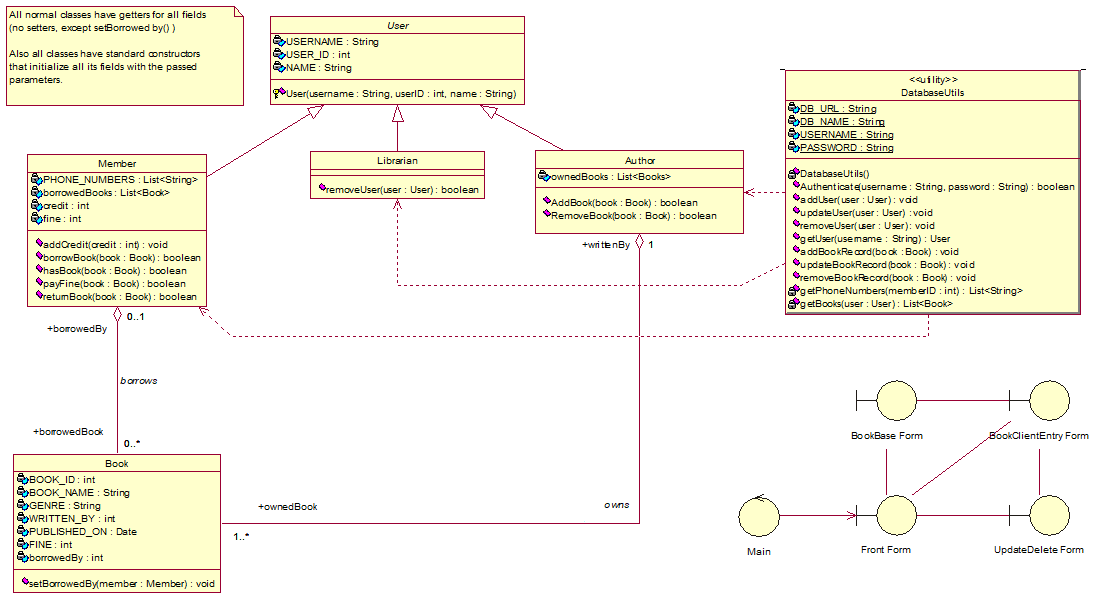 All normal classes have getters for all fields
(no setters, except setBorrowed by() )
Also all classes have standard constructors
that initialize all its fields with the passed
parameters.
User
USERNAME : String
USER_ID : int
NAME : String
User(username : String, userID : int, name : String)
<<utility>>
DatabaseUtils
DB_URL : String
DB_NAME : String
USERNAME : String
PASSWORD : String
DatabaseUtils()
Authenticate(username : String, password : String) : boolean
addUser(user : User) : void
updateUser(user : User) : void
removeUser(user : User) : void
getUser(username : String) : User
addBookRecord(book : Book) : void
updateBookRecord(book : Book) : void
removeBookRecord(book : Book) : void
getPhoneNumbers(memberID : int) : List<String>
getBooks(user : User) : List<Book>
Member
PHONE_NUMBERS : List<String>
borrowedBooks : List<Book>
credit : int
fine : int
addCredit(credit : int) : void
borrowBook(book : Book) : boolean
hasBook(book : Book) : boolean
payFine(book : Book) : boolean
returnBook(book : Book) : boolean
Librarian
removeUser(user : User) : boolean
Author
ownedBooks : List<Books>
AddBook(book : Book) : boolean
RemoveBook(book : Book) : boolean
+writtenBy
1
0..1
+borrowedBy
borrows
+borrowedBook
0..*
Book
BOOK_ID : int
BOOK_NAME : String
GENRE : String
WRITTEN_BY : int
PUBLISHED_ON : Date
FINE : int
borrowedBy : int
setBorrowedBy(member : Member) : void
+ownedBook
owns
1..*
BookBase Form
BookClientEntry Form
Main
Front Form
UpdateDelete Form